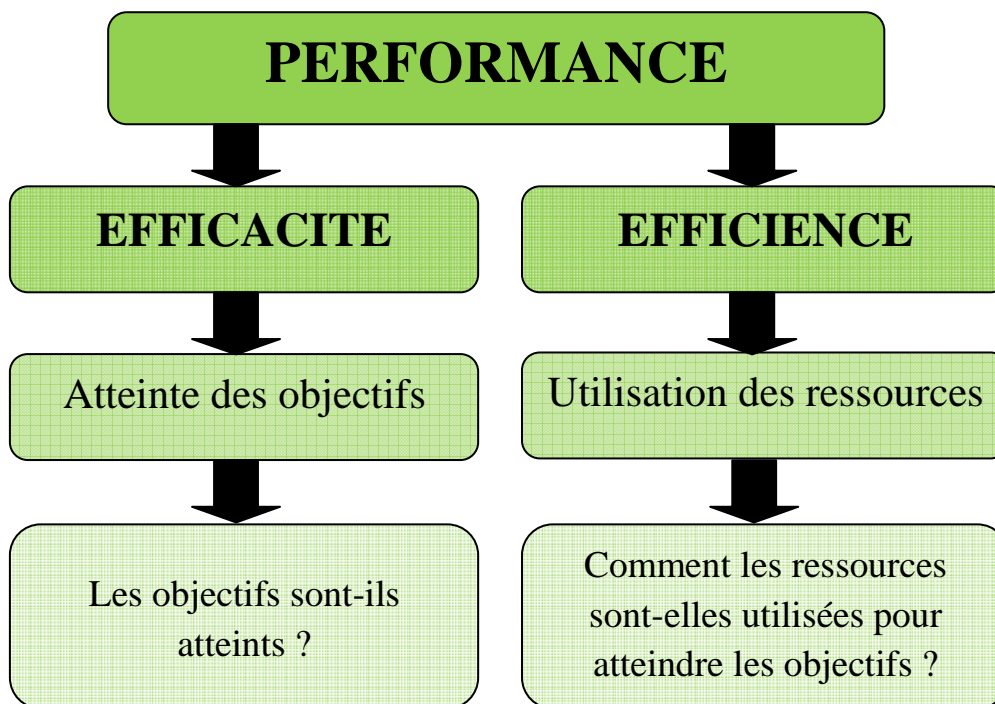 PERFORMANCE
EFFICACITE
EFFICIENCE
Atteinte des objectifs
Utilisation des ressources
Les objectifs sont-ils
atteints ?
Comment les ressources
sont-elles utilisées pour
atteindre les objectifs ?